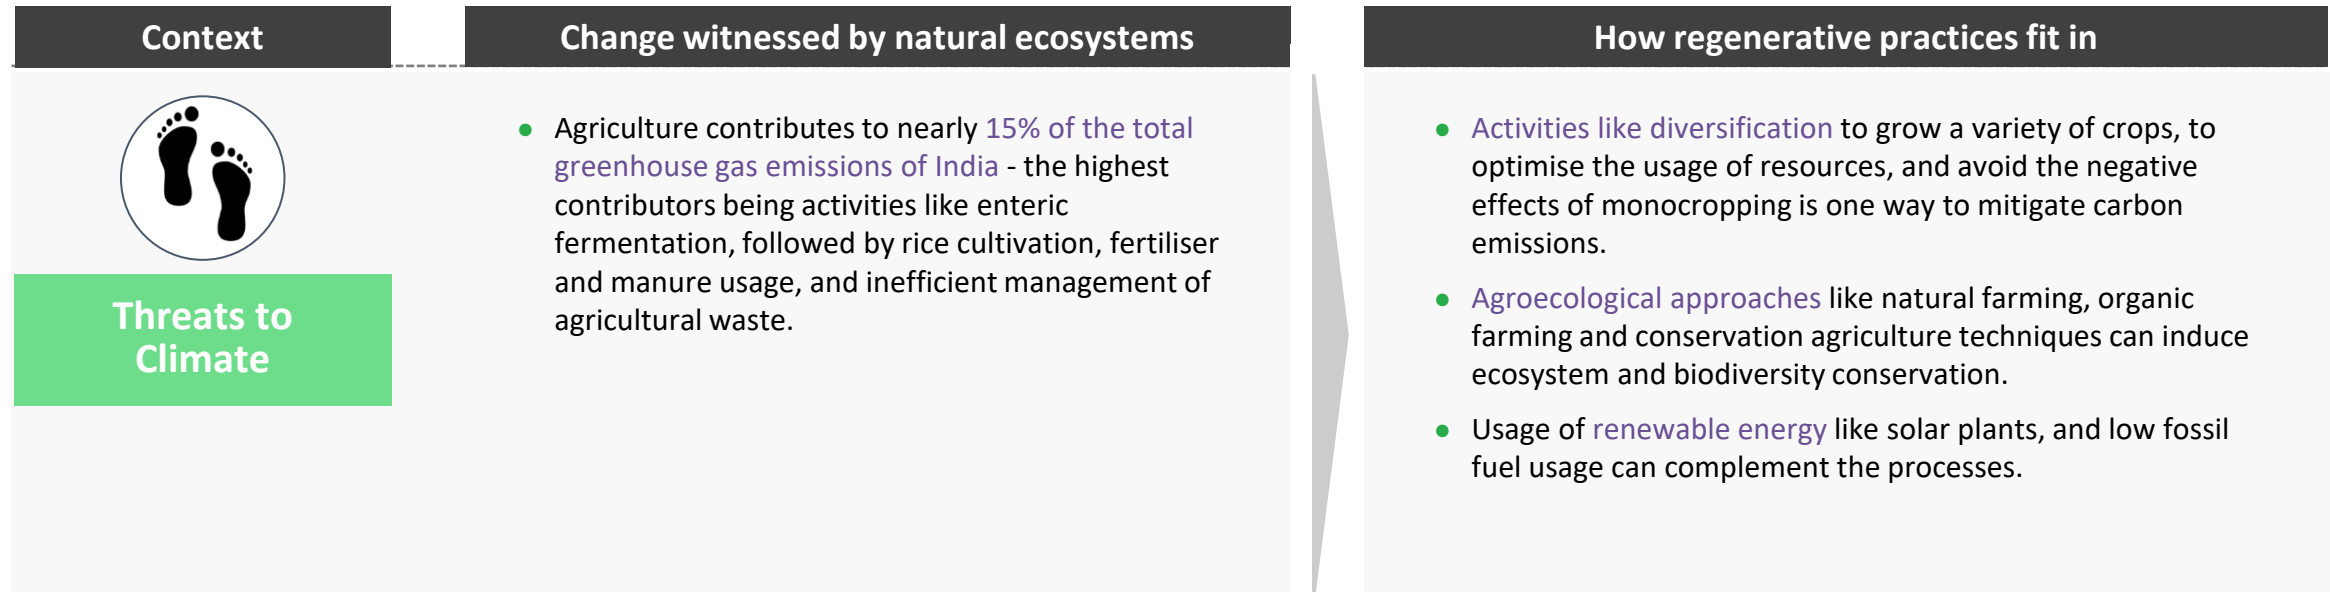 Context
Change witnessed by natural ecosystems
How regenerative practices fit in
Threats to
Climate
● Agriculture contributes to nearly 15% of the total
greenhouse gas emissions of India - the highest
contributors being activities like enteric
fermentation, followed by rice cultivation, fertiliser
and manure usage, and inefficient management of
agricultural waste.
● Activities like diversification to grow a variety of crops, to
optimise the usage of resources, and avoid the negative
effects of monocropping is one way to mitigate carbon
emissions.
● Agroecological approaches like natural farming, organic
farming and conservation agriculture techniques can induce
ecosystem and biodiversity conservation.
● Usage of renewable energy like solar plants, and low fossil
fuel usage can complement the processes.